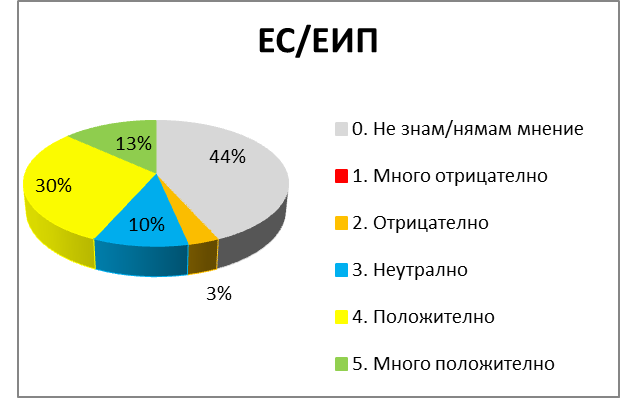 ЕС/ЕИП
13%
44%
30%
10%
3%
0. Не знам/нямам мнение
1. Много отрицателно
2. Отрицателно
3. Неутрално
4. Положително
5. Много положително